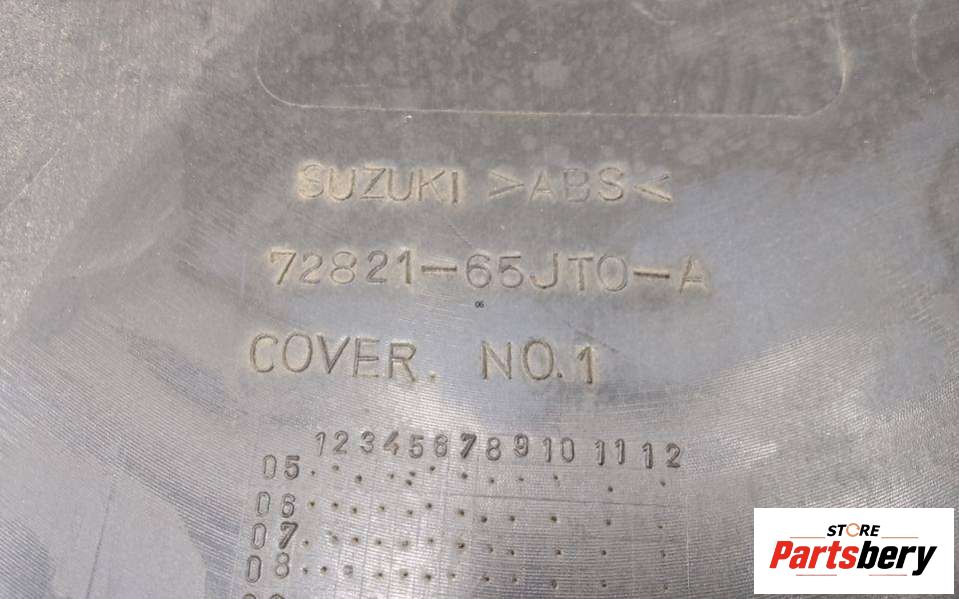 SUZUKI >ABS<
72821-65JT0-A
06
COVER. NO.1
1 2 3 4 5 6 7 8 9 10 11 12
05
06
07
08
STORE
Partsbery